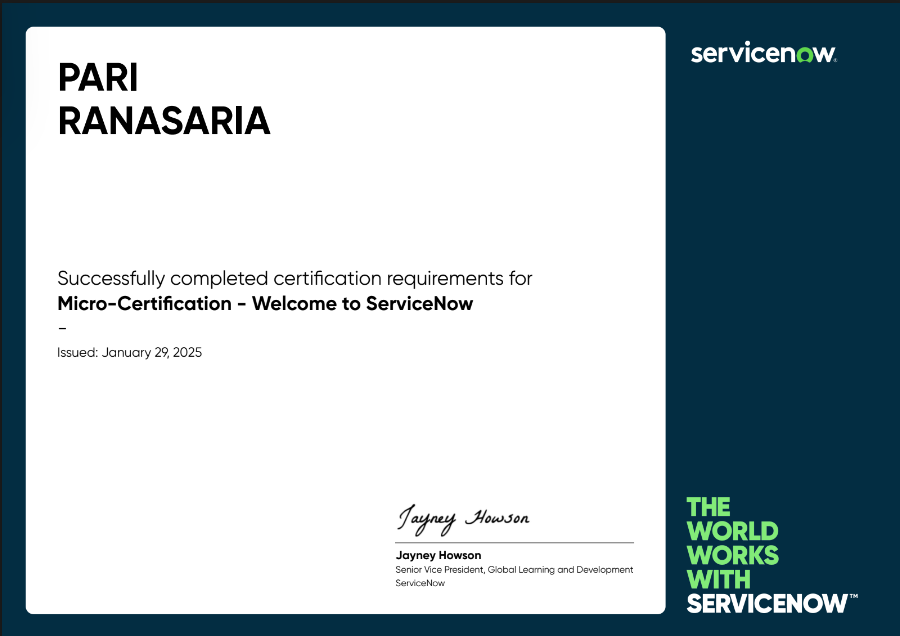 PARI
RANASARIA
Successfully completed certification requirements for
Micro-Certification - Welcome to ServiceNow
–
Issued: January 29, 2025
Jayney Howson
Jayney Howson
Senior Vice President, Global Learning and Development
ServiceNow
servicenow®
THE
WORLD
WORKS
WITH
SERVICENOW™